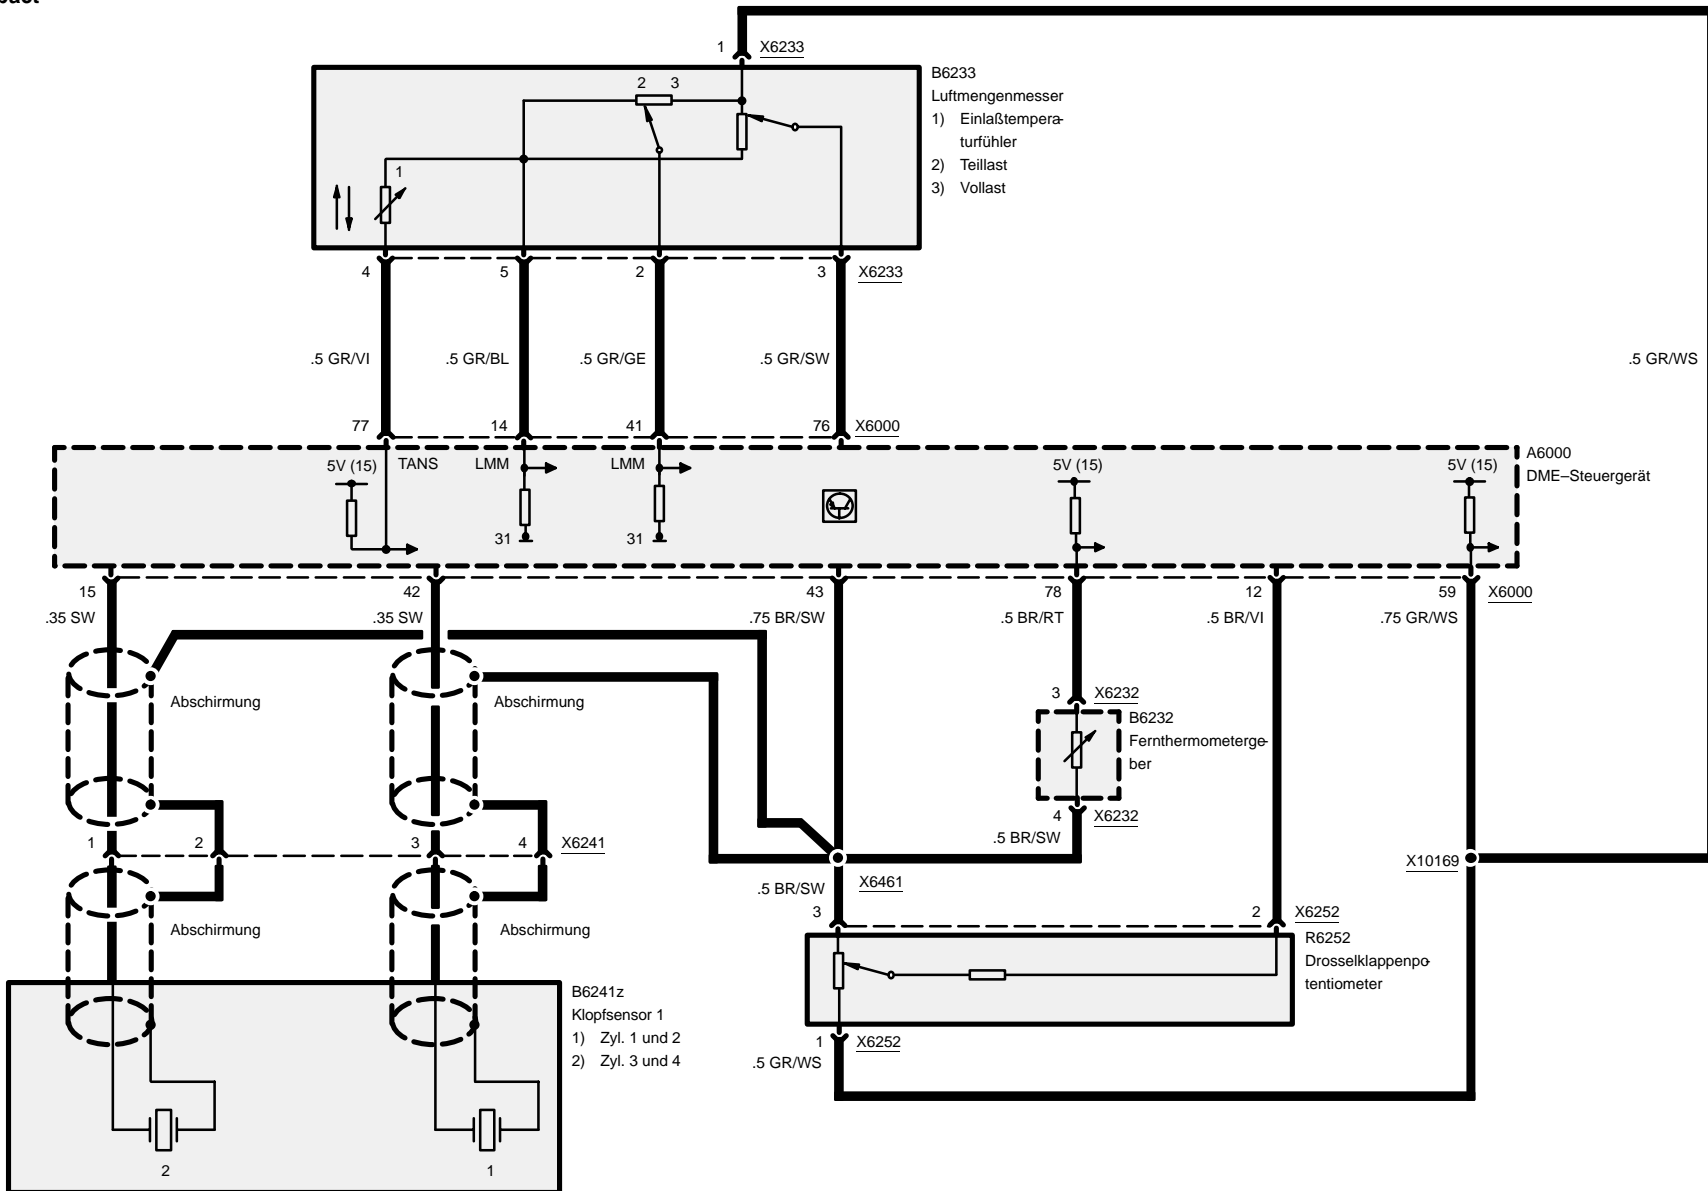 1 X6233
2 3
B6233
Luftmengenmesser
1) Einlaßtempera-
turfühler
2) Teillast
3) Vollast
1
4 5 2 3 X6233
.5 GR/VI .5 GR/BL .5 GR/GE .5 GR/SW .5 GR/WS
77 14 41 76 X6000
A6000
DME–Steuergerät
5V (15) TANS LMM LMM 5V (15) 5V (15)
31 31
15 42 43 78 12 59 X6000
.35 SW .35 SW .75 BR/SW .5 BR/RT .5 BR/VI .75 GR/WS
Abschirmung Abschirmung
3 X6232
B6232
Fernthermometerge-
ber
4 X6232
.5 BR/SW
1 2 3 4 X6241
X6461
X10169
.5 BR/SW
3 2 X6252
Abschirmung Abschirmung
R6252
Drosselklappenpo-
tentiometer
B6241z
Klopfsensor 1
1) Zyl. 1 und 2
2) Zyl. 3 und 4
1 X6252
.5 GR/WS
2 1